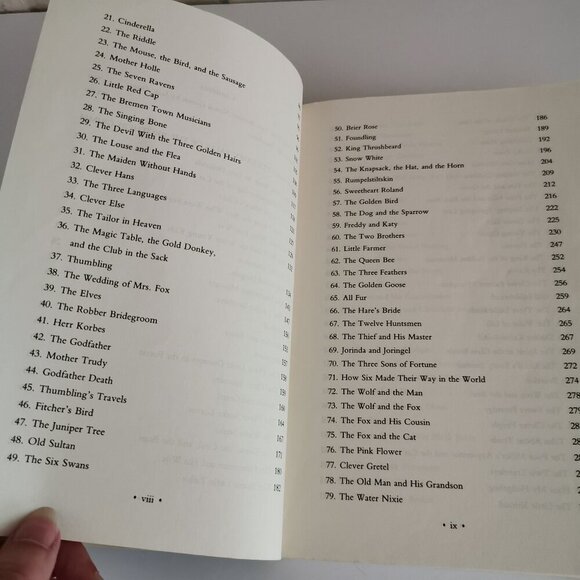 21. Cinderella
22. The Riddle
23. The Mouse, the Bird, and the Sausage
24. Mother Holle
25. The Seven Ravens
26. Little Red Cap
27. The Bremen Town Musicians
28. The Singing Bone
29. The Devil With the Three Golden Hairs
30. The Louse and the Flea
31. The Maiden Without Hands
32. Clever Hans
33. The Three Languages
34. Clever Else
35. The Tailor in Heaven
36. The Magic Table, the Gold Donkey,
and the Club in the Sack
37. Thumbling
38. The Wedding of Mrs. Fox
39. The Elves
40. The Robber Bridegroom
41. Herr Korbes
42. The Godfather
43. Mother Trudy
44. Godfather Death
45. Thumbling's Travels
46. Fitcher's Bird
47. The Juniper Tree
48. Old Sultan 180
49. The Six Swans 182
• viii •
50. Brier Rose 186
51. Foundling 189
52. King Thrushbeard 192
53. Snow White 196
54. The Knapsack, the Hat, and the Horn 204
55. Rumpelstiltskin 209
56. Sweetheart Roland 212
57. The Golden Bird 216
58. The Dog and the Sparrow 222
59. Freddy and Katy 225
60. The Two Brothers 230
61. Little Farmer 247
62. The Queen Bee 252
63. The Three Feathers 254
64. The Golden Goose 256
65. All Fur 259
66. The Hare's Bride 264
67. The Twelve Huntsmen 265
68. The Thief and His Master 267
69. Jorinda and Joringel 269
70. The Three Sons of Fortune 272
71. How Six Made Their Way in the World 274
72. The Wolf and the Man 278
73. The Wolf and the Fox
74. The Fox and His Cousin
75. The Fox and the Cat
76. The Pink Flower
77. Clever Gretel
78. The Old Man and His Grandson
79. The Water Nixie
• ix •